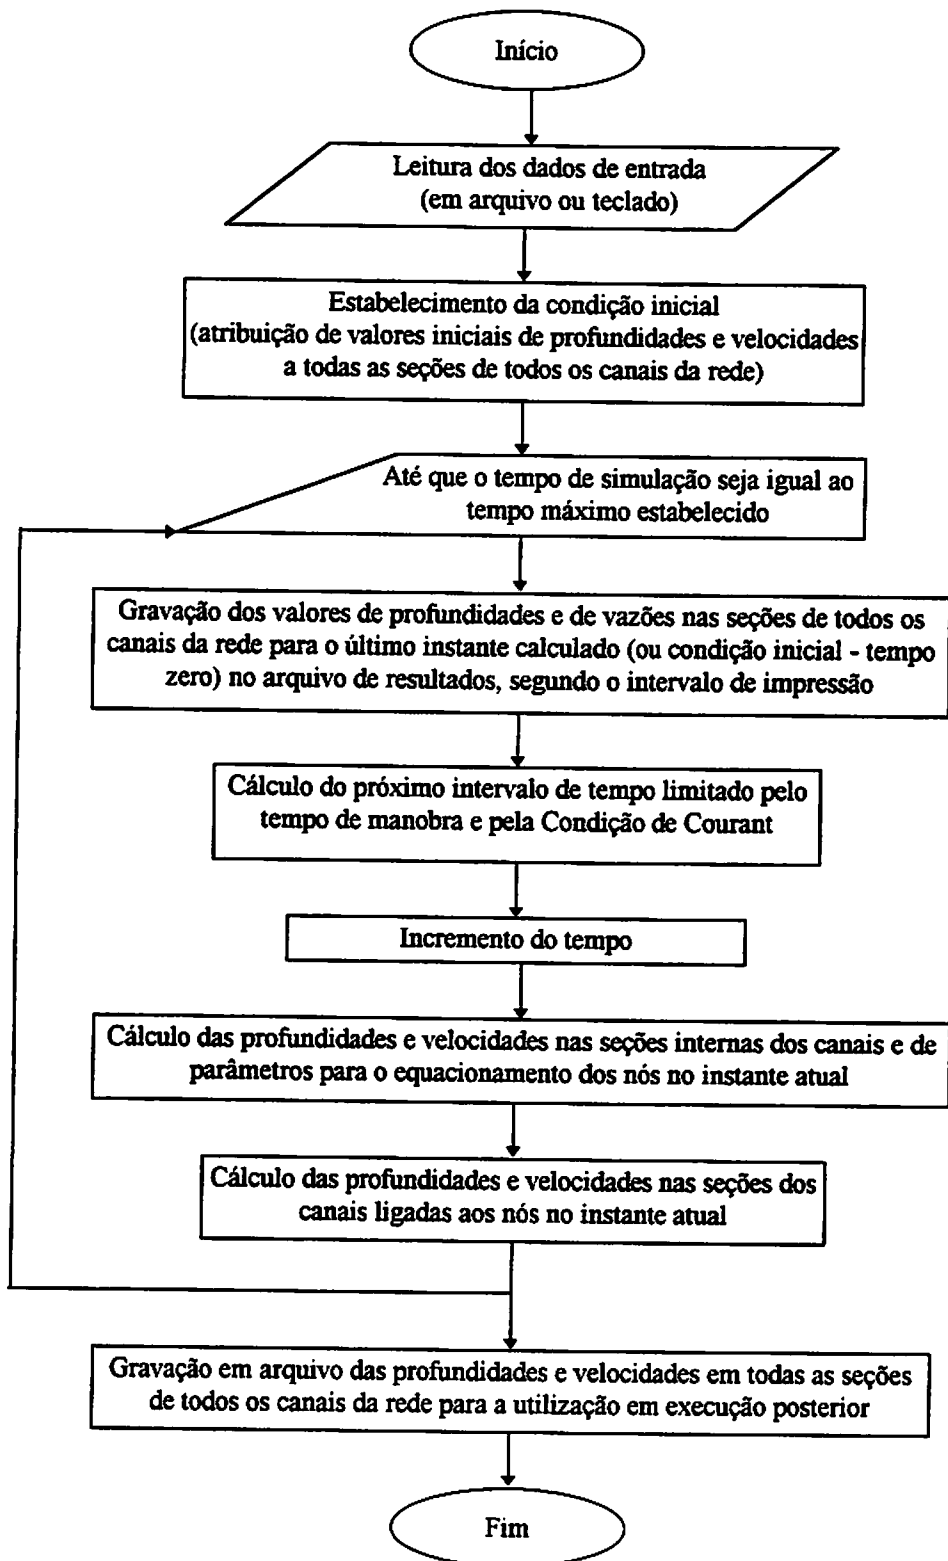 Início
Leitura dos dados de entrada
(em arquivo ou teclado)
Estabelecimento da condição inicial
(atribuição de valores iniciais de profundidades e velocidades
a todas as seções de todos os canais da rede)
Até que o tempo de simulação seja igual ao
tempo máximo estabelecido
Gravação dos valores de profundidades e de vazões nas seções de todos os
canais da rede para o último instante calculado (ou condição inicial - tempo
zero) no arquivo de resultados, segundo o intervalo de impressão
Cálculo do próximo intervalo de tempo limitado pelo
tempo de manobra e pela Condição de Courant
Incremento do tempo
Cálculo das profundidades e velocidades nas seções internas dos canais e de
parâmetros para o equacionamento dos nós no instante atual
Cálculo das profundidades e velocidades nas seções dos
canais ligadas aos nós no instante atual
Gravação em arquivo das profundidades e velocidades em todas as seções
de todos os canais da rede para a utilização em execução posterior
Fim